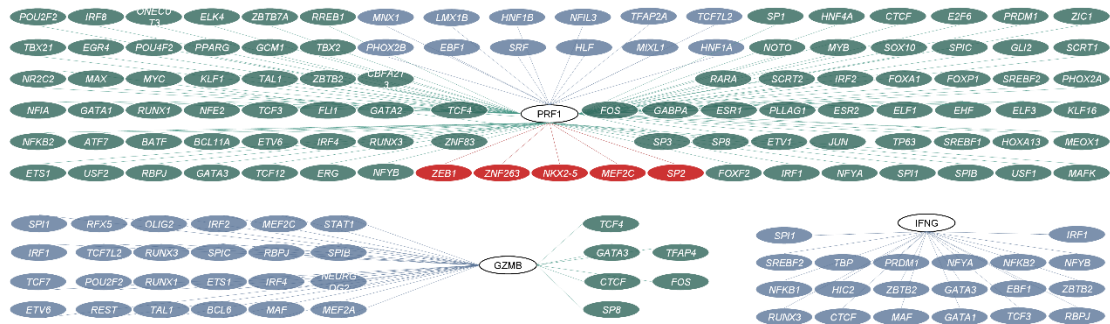 POU2F2 IRF8 ONECUT3 ELK4 ZBTB7A RREB1 MNX1 LMX1B HNF1B NFIL3 TFAP2A TCF7L2 SP1 HNF4A CTCF E2F6 PRDM1 ZIC1
TBX21 EGR4 POU4F2 PPARG GCM1 TBX2 PHOX2B EBF1 SRF HLF MIXL1 HNF1A NOTO MYB SOX10 SPIC GLI2 SCRT1
NR2C2 MAX MYC KLF1 TAL1 ZBTB2 CBFA2T3 RARA SCRT2 IRF2 FOXA1 FOXP1 SREBF2 PHOX2A
NFIA GATA1 RUNX1 NFE2 TCF3 FLI1 GATA2 TCF4 PRF1 FOS GABPA ESR1 PLLAG1 ESR2 ELF1 EHF ELF3 KLF16
NFKB2 ATF7 BATF BCL11A ETV6 IRF4 RUNX3 ZNF83 SP3 SP8 ETV1 JUN TP63 SREBF1 HOXA13 MEOX1
ETS1 USF2 RBPJ GATA3 TCF12 ERG NFYB ZEB1 ZNF263 NKX2-5 MEF2C SP2 FOXF2 IRF1 NFYA SPI1 SPIB USF1 MAFK
SPI1 RFX5 OLIG2 IRF2 MEF2C STAT1 TCF4 IFNG
SPI1 IRF1
IRF1 TCF7L2 RUNX3 SPIC RBPJ SPIB GATA3 TFAP4
GZMB SREBF2 TBP PRDM1 NFYA NFKB2 NFYB
TCF7 POU2F2 RUNX1 ETS1 IRF4 NEUROG2 CTCF FOS
NFKB1 HIC2 ZBTB2 GATA3 EBF1 ZBTB2
ETV6 REST TAL1 BCL6 MAF MEF2A SP8
RUNX3 CTCF MAF GATA1 TCF3 RBPJ